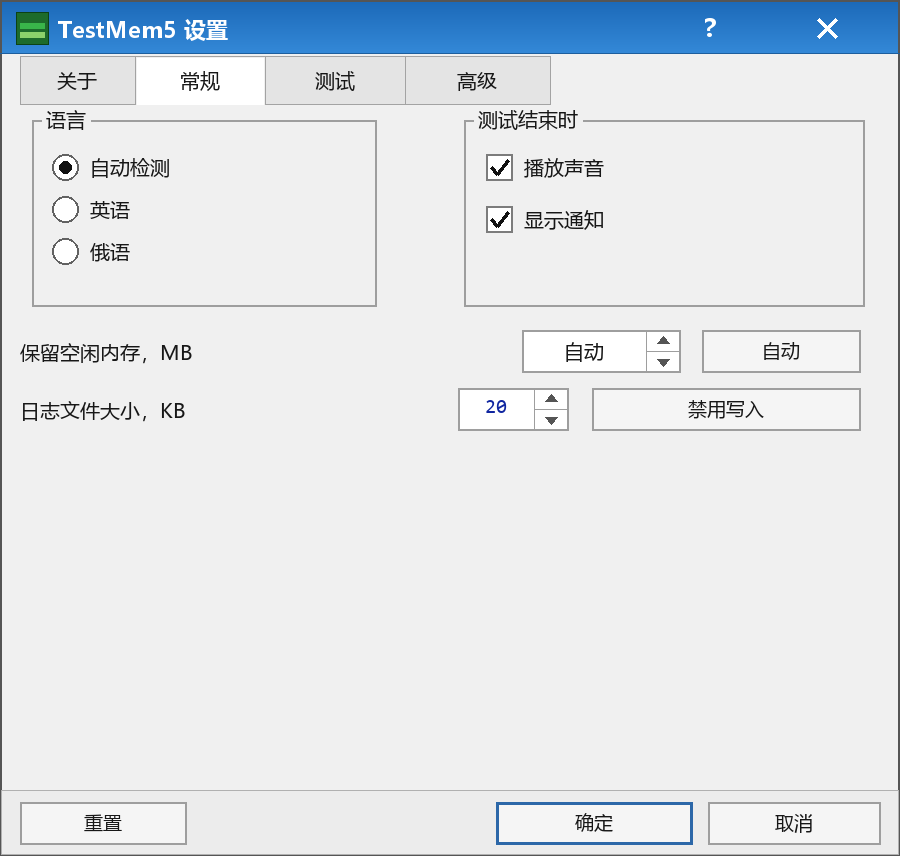 TestMem5 设置
?
关于 常规 测试 高级
语言
自动检测
英语
俄语
测试结束时
播放声音
显示通知
保留空闲内存，MB 自动 自动
日志文件大小，KB 20 禁用写入
重置 确定 取消